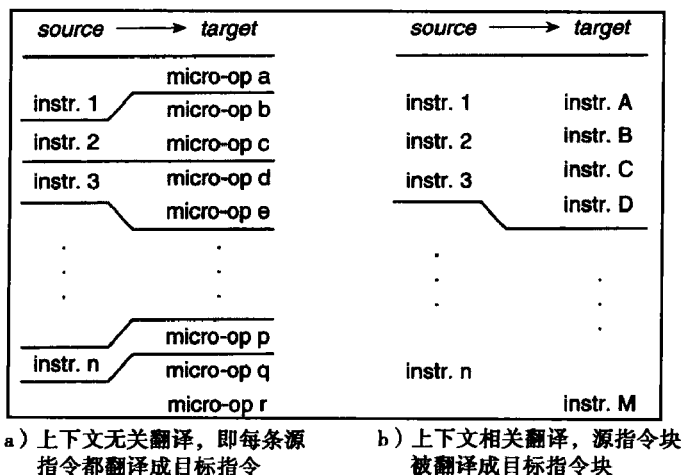 source → target
micro-op a
instr. 1
micro-op b
instr. 2
micro-op c
instr. 3
micro-op d
micro-op e
micro-op p
instr. n
micro-op q
micro-op r
a）上下文无关翻译，即每条源
指令都翻译成目标指令
source → target
instr. 1 instr. A
instr. 2 instr. B
instr. 3 instr. C
instr. D
instr. n
instr. M
b）上下文相关翻译，源指令块
被翻译成目标指令块